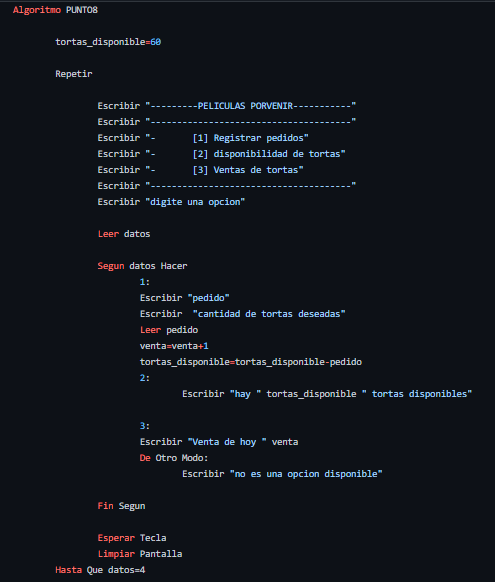 Algoritmo PUNTO8
tortas_disponible=60
Repetir
Escribir "---------PELICULAS PORVENIR-----------"
Escribir "--------------------------------------"
Escribir "-       [1] Registrar pedidos"
Escribir "-       [2] disponibilidad de tortas"
Escribir "-       [3] Ventas de tortas"
Escribir "--------------------------------------"
Escribir "digite una opcion"
Leer datos
Segun datos Hacer
1:
Escribir "pedido"
Escribir  "cantidad de tortas deseadas"
Leer pedido
venta=venta+1
tortas_disponible=tortas_disponible-pedido
2:
Escribir "hay " tortas_disponible " tortas disponibles"
3:
Escribir "Venta de hoy " venta
De Otro Modo:
Escribir "no es una opcion disponible"
Fin Segun
Esperar Tecla
Limpiar Pantalla
Hasta Que datos=4